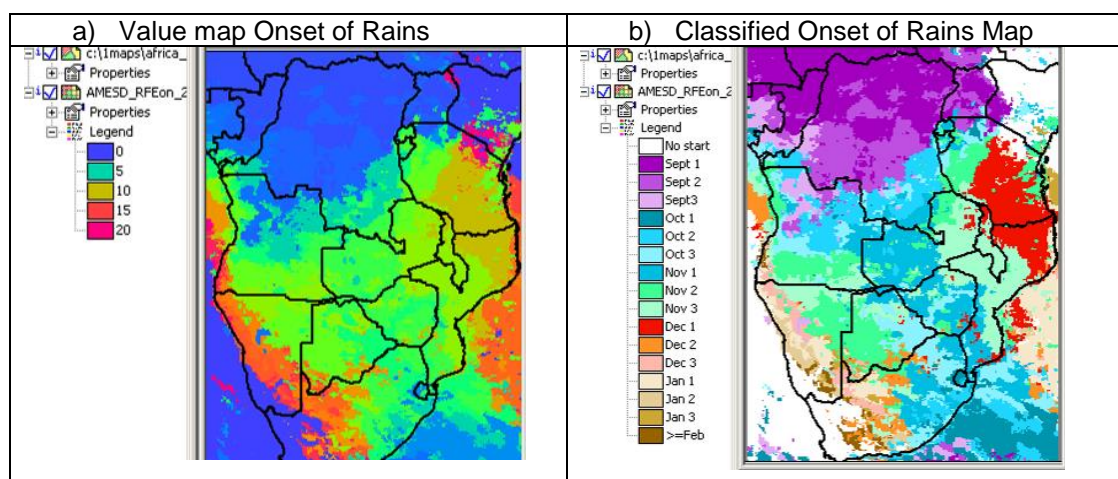 a) Value map Onset of Rains
c:\1maps\africa_
Properties
AMESD_RFEon_2
Properties
Legend
0
5
10
15
20
b) Classified Onset of Rains Map
c:\1maps\africa_
Properties
AMESD_RFEon_2
Properties
Legend
No start
Sept 1
Sept 2
Sept3
Oct 1
Oct 2
Oct 3
Nov 1
Nov 2
Nov 3
Dec 1
Dec 2
Dec 3
Jan 1
Jan 2
Jan 3
>=Feb